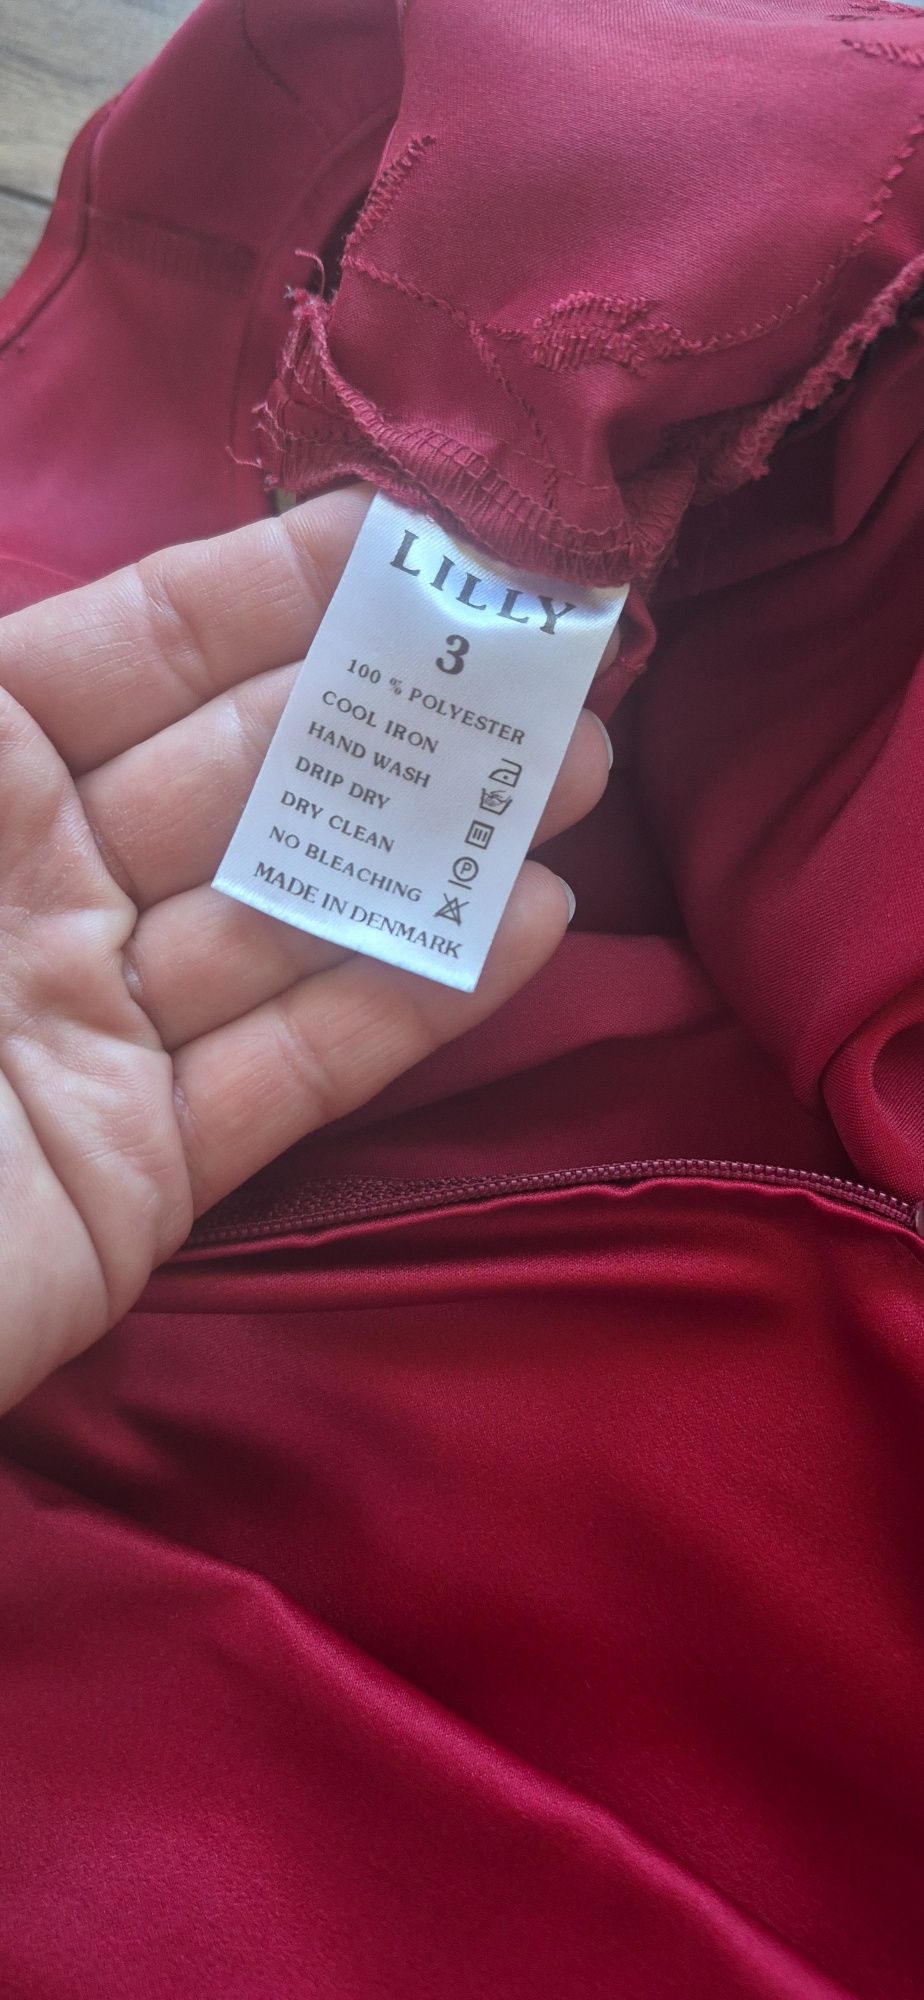 LILLY
3
100 % POLYESTER
COOL IRON
HAND WASH
DRIP DRY
DRY CLEAN
P
NO BLEACHING
MADE IN DENMARK